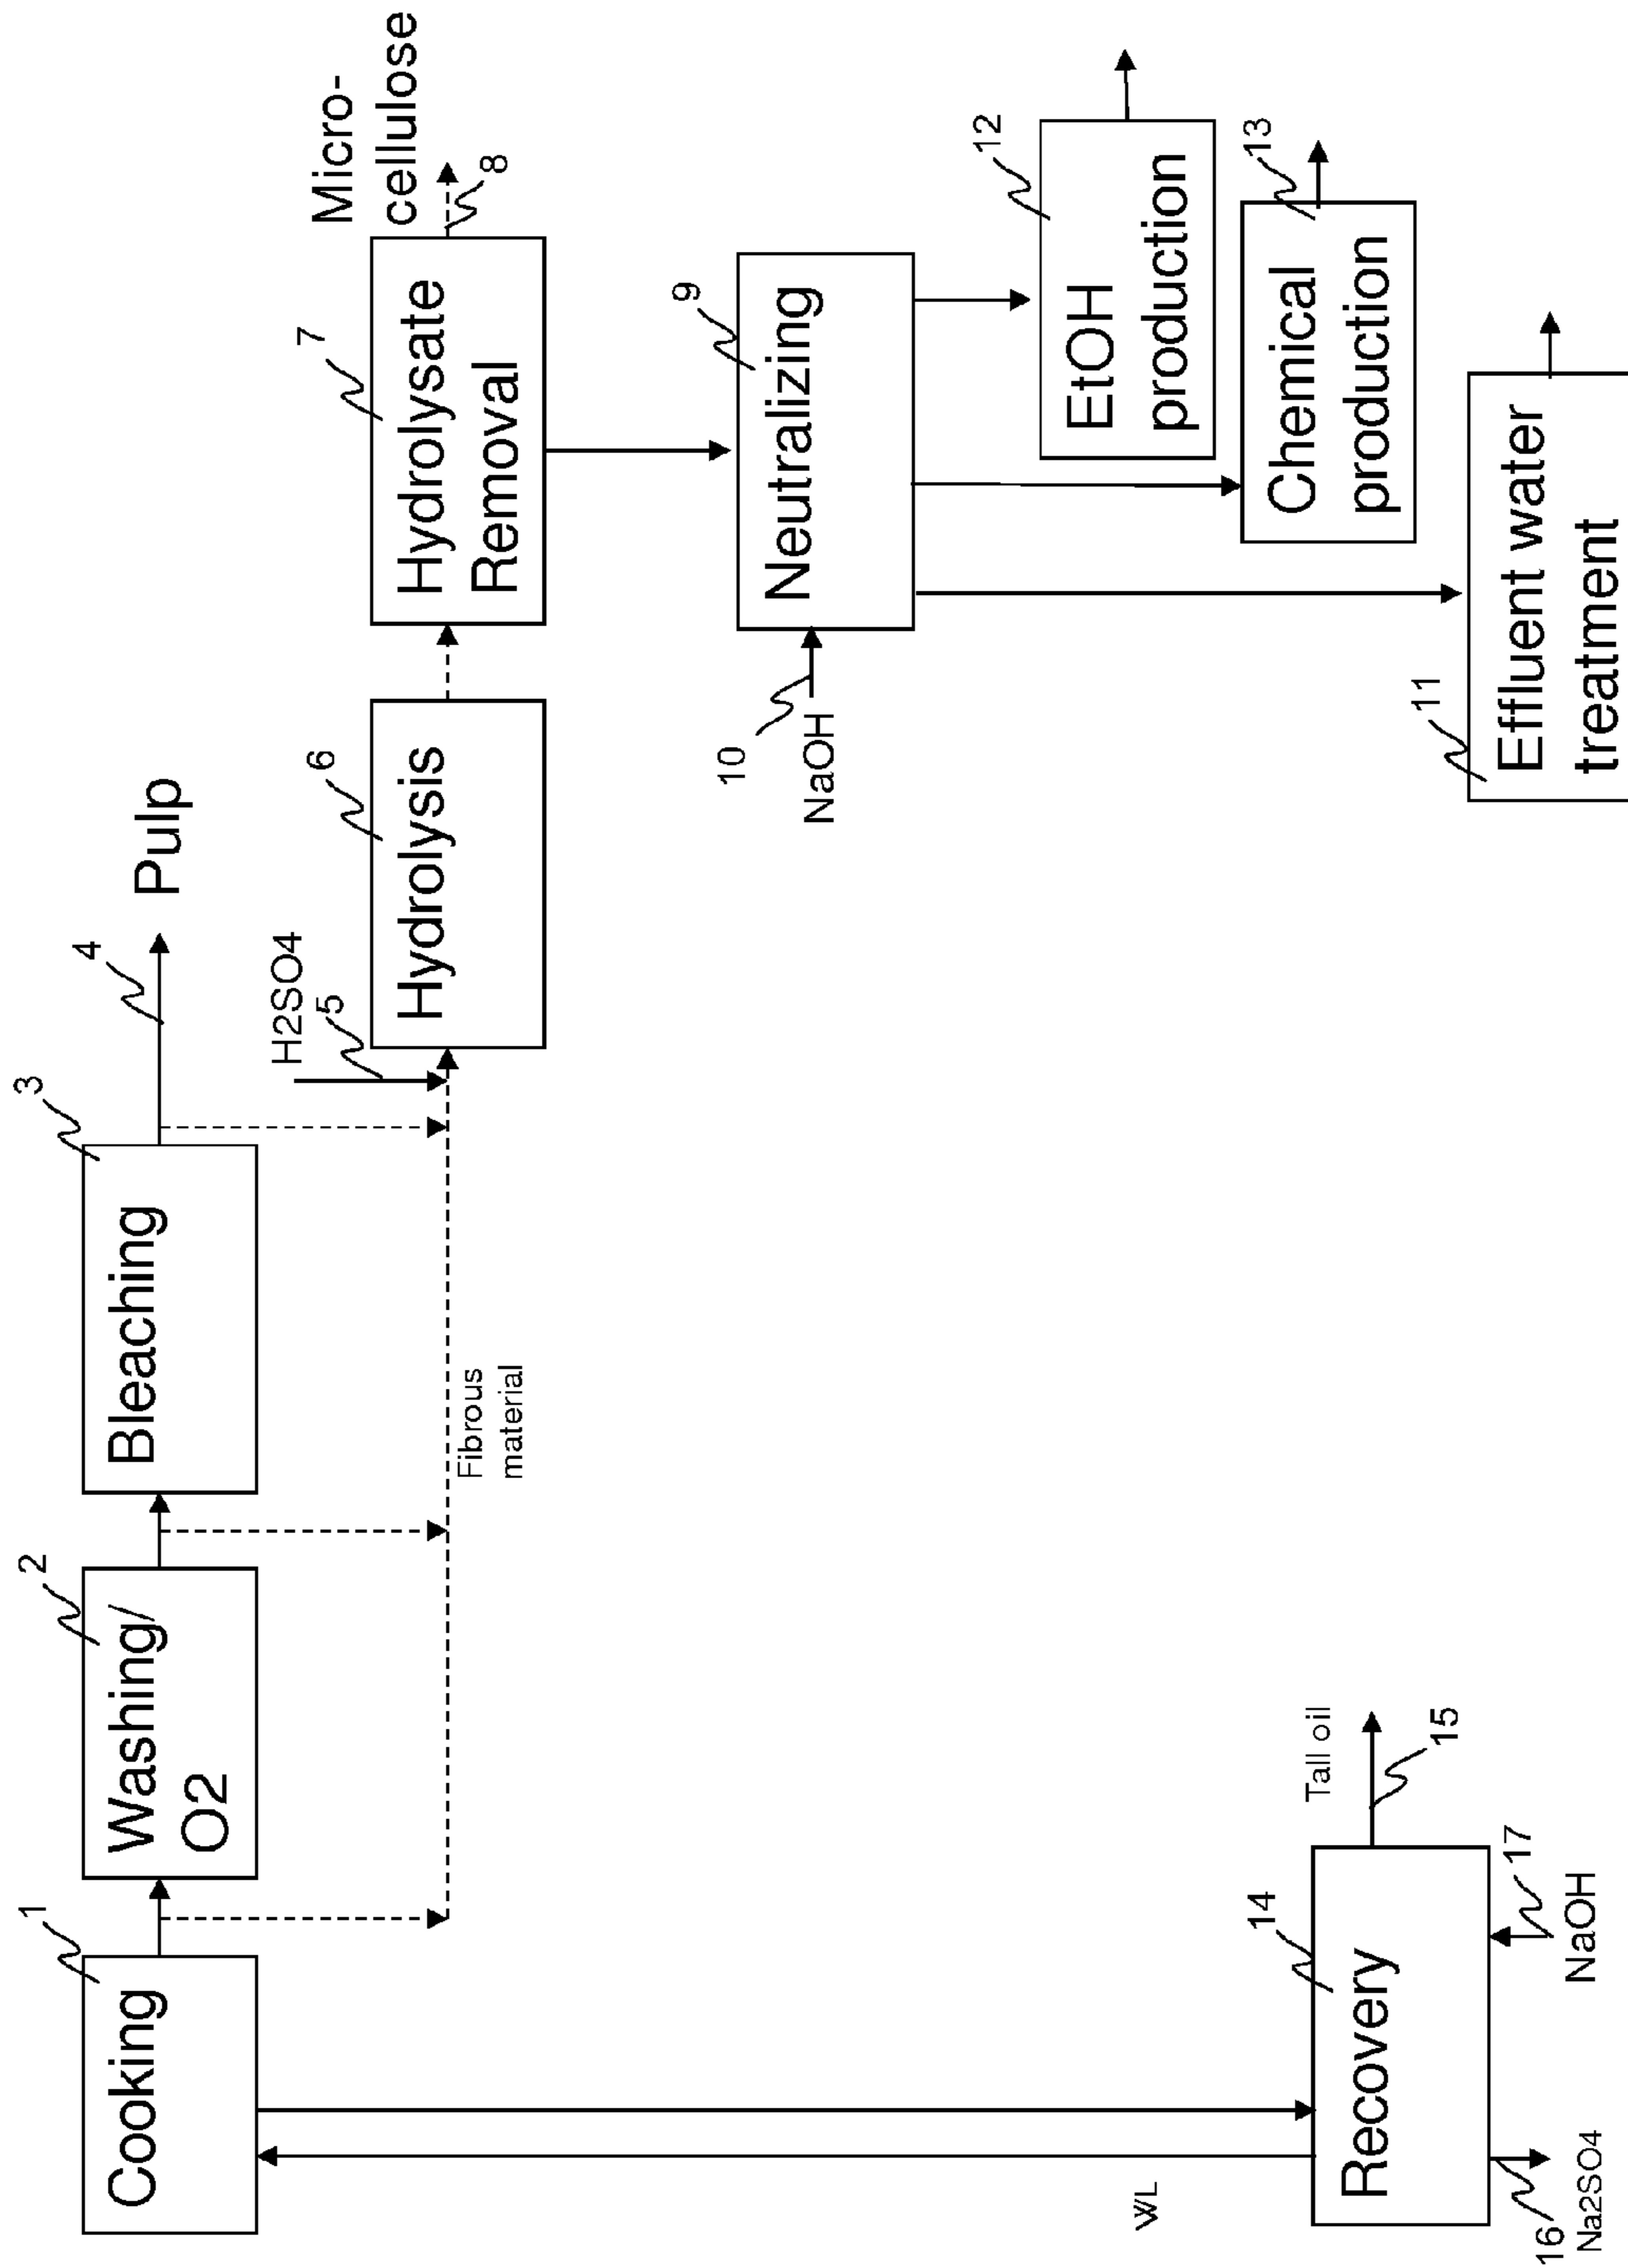 1
Cooking
2
Washing/
O2
3
Bleaching
4
Pulp
Fibrous
material
H2SO4
5
6
Hydrolysis
7
Hydrolysate
Removal
Micro-
cellulose
8
9
Neutralizing
10
NaOH
12
EtOH
production
13
Chemical
production
11
Effluent water
treatment
WL
14
Recovery
Tall oil
15
16
Na2SO4
17
NaOH